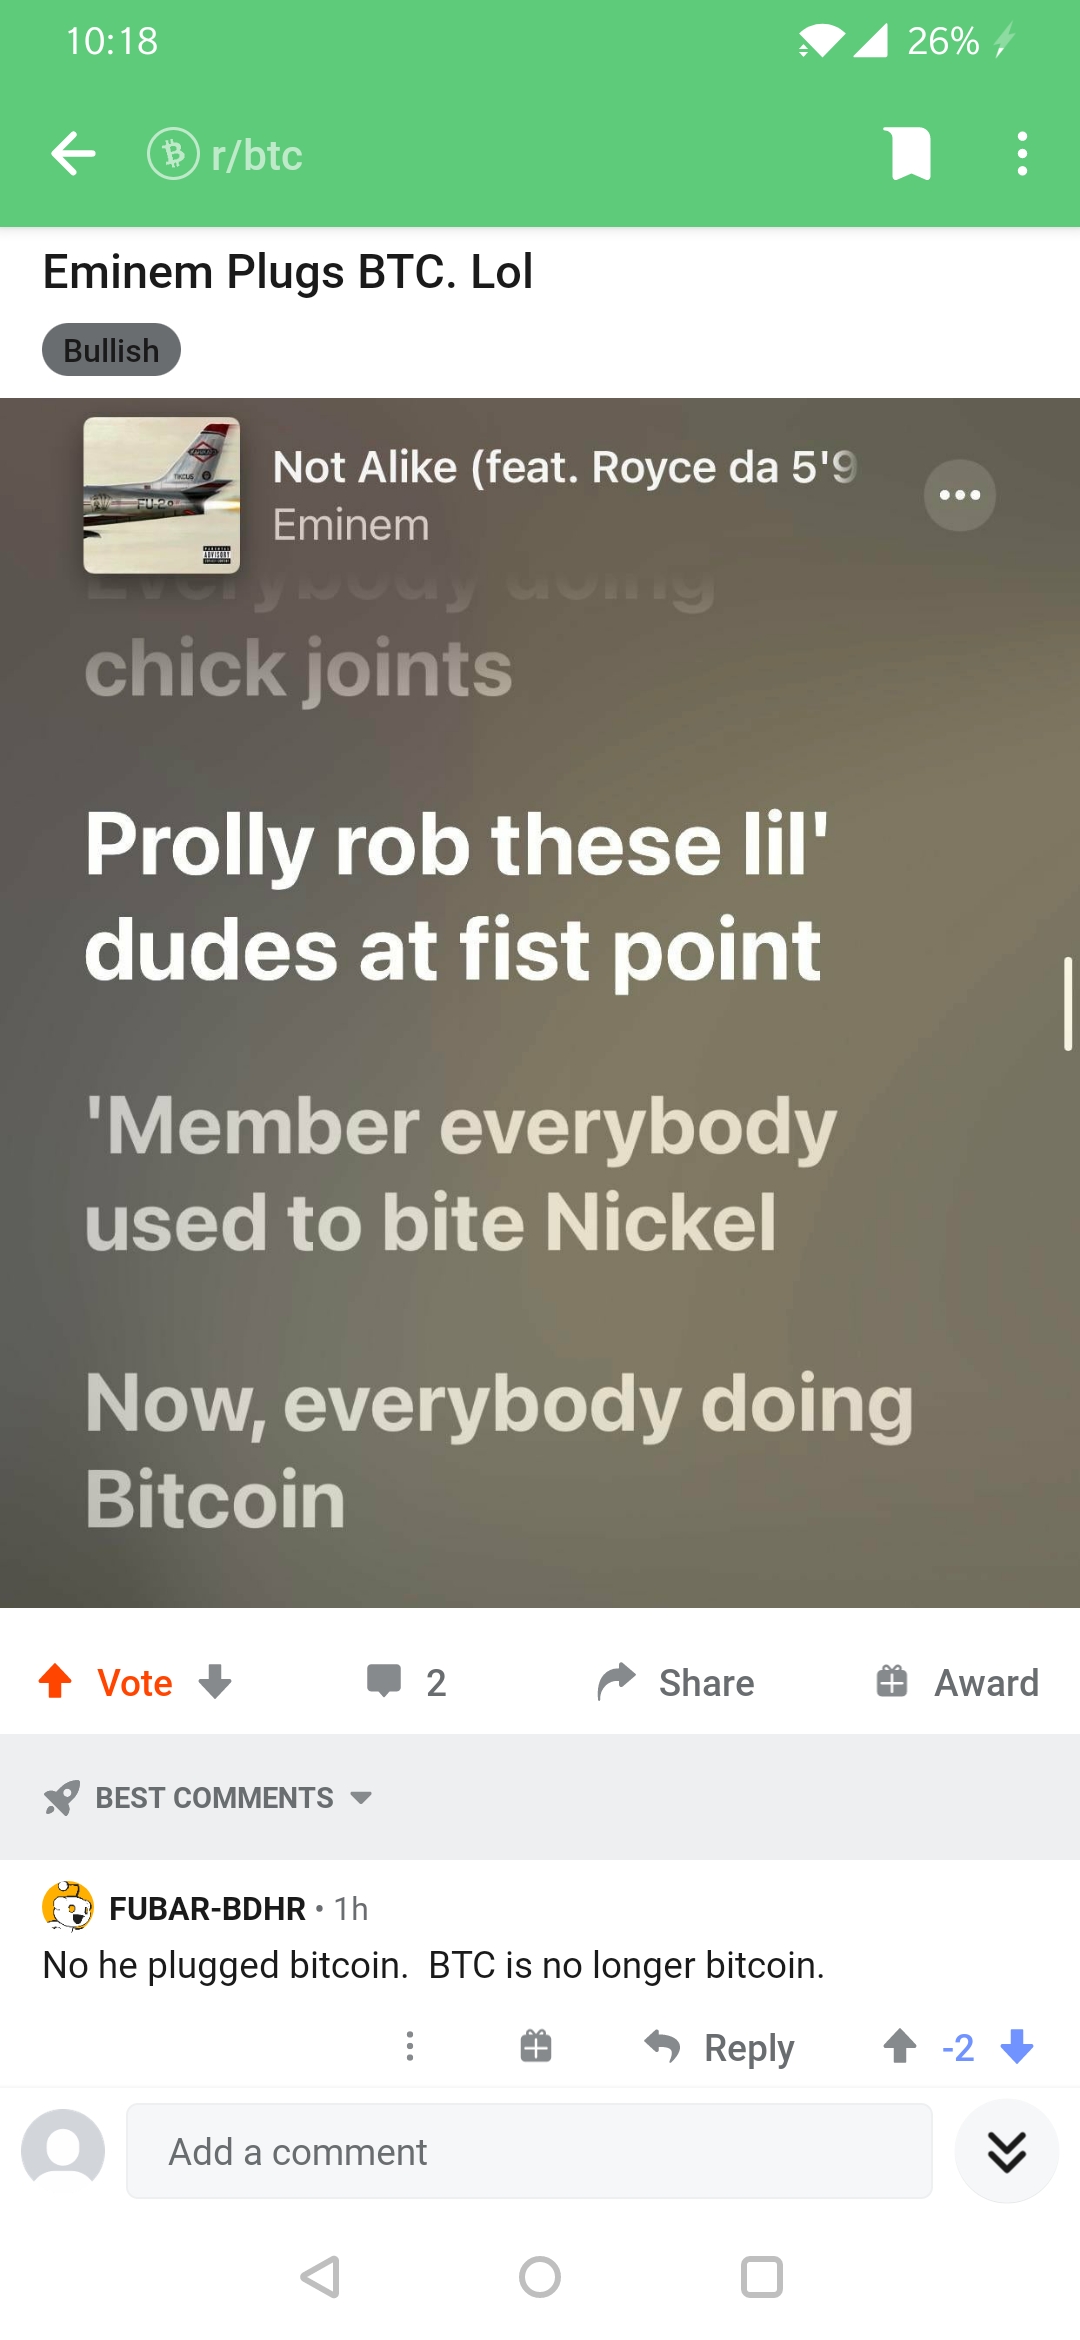 10:18
26%
r/btc
Eminem Plugs BTC. Lol
Bullish
Not Alike (feat. Royce da 5'9
Eminem
Everybody doing
chick joints
Prolly rob these lil'
dudes at fist point
'Member everybody
used to bite Nickel
Now, everybody doing
Bitcoin
Vote
2
Share
Award
BEST COMMENTS
FUBAR-BDHR • 1h
No he plugged bitcoin.  BTC is no longer bitcoin.
Reply
-2
Add a comment